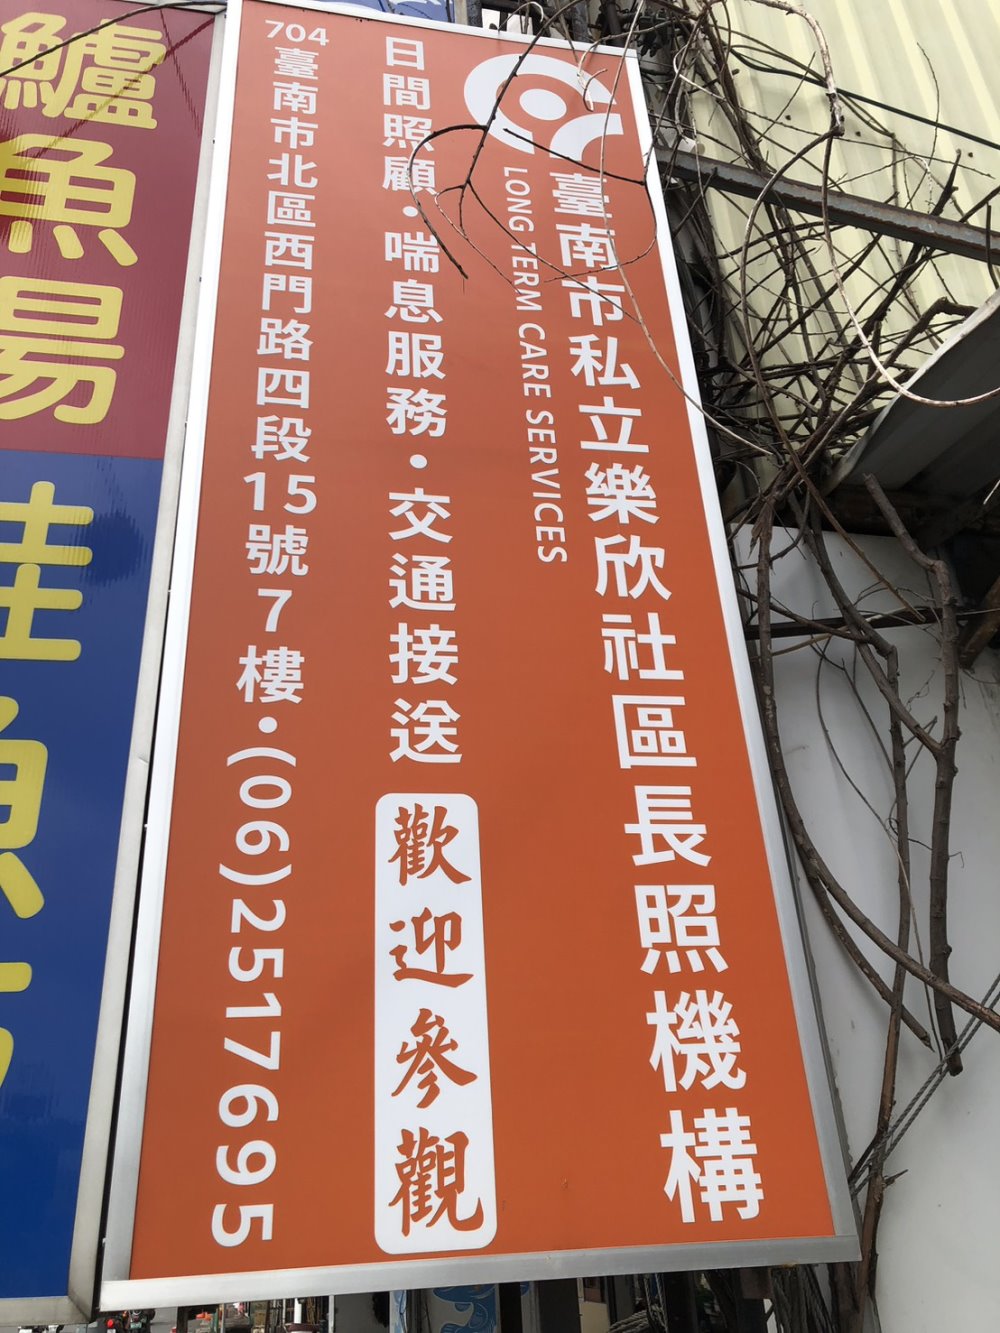 臺南市私立樂欣社區長照機構
LONG TERM CARE SERVICES
日間照顧・喘息服務・交通接送
歡迎參觀
704
臺南市北區西門路四段15號7樓・(06)2517695
鱸魚湯